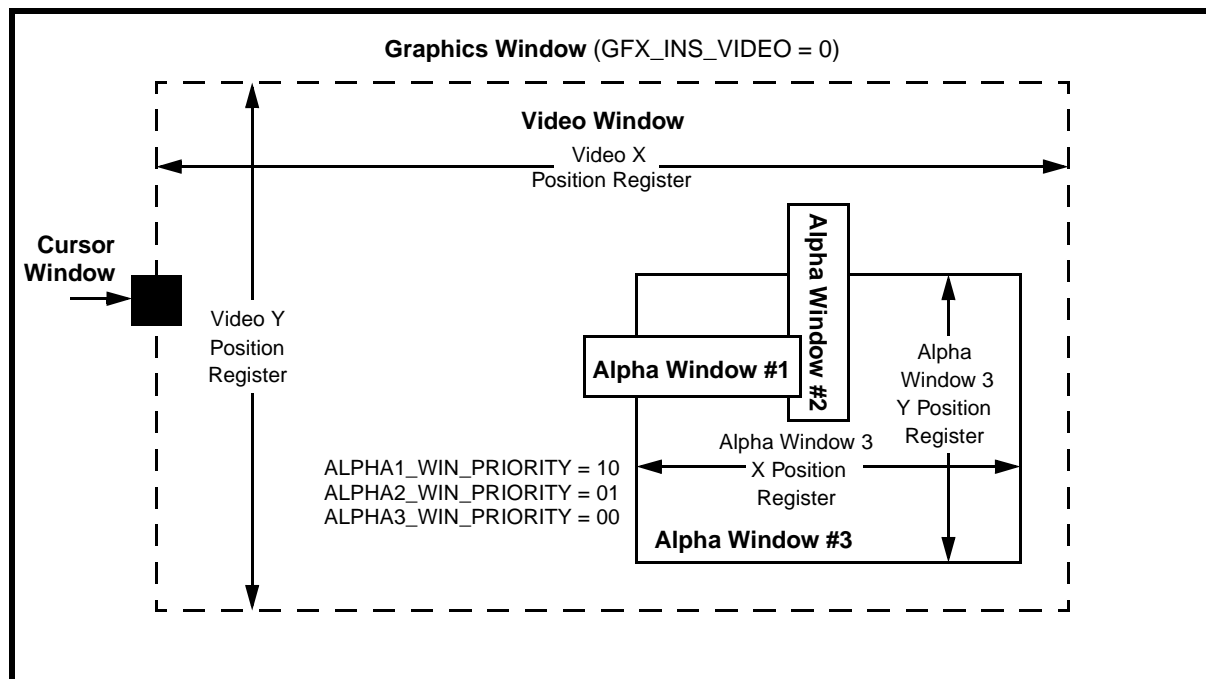 Graphics Window (GFX_INS_VIDEO = 0)
Video Window
Video X
Position Register
Cursor
Window
Video Y
Position
Register
Alpha Window #2
Alpha Window #1
Alpha
Window 3
Y Position
Register
Alpha Window 3
X Position
Register
ALPHA1_WIN_PRIORITY = 10
ALPHA2_WIN_PRIORITY = 01
ALPHA3_WIN_PRIORITY = 00
Alpha Window #3